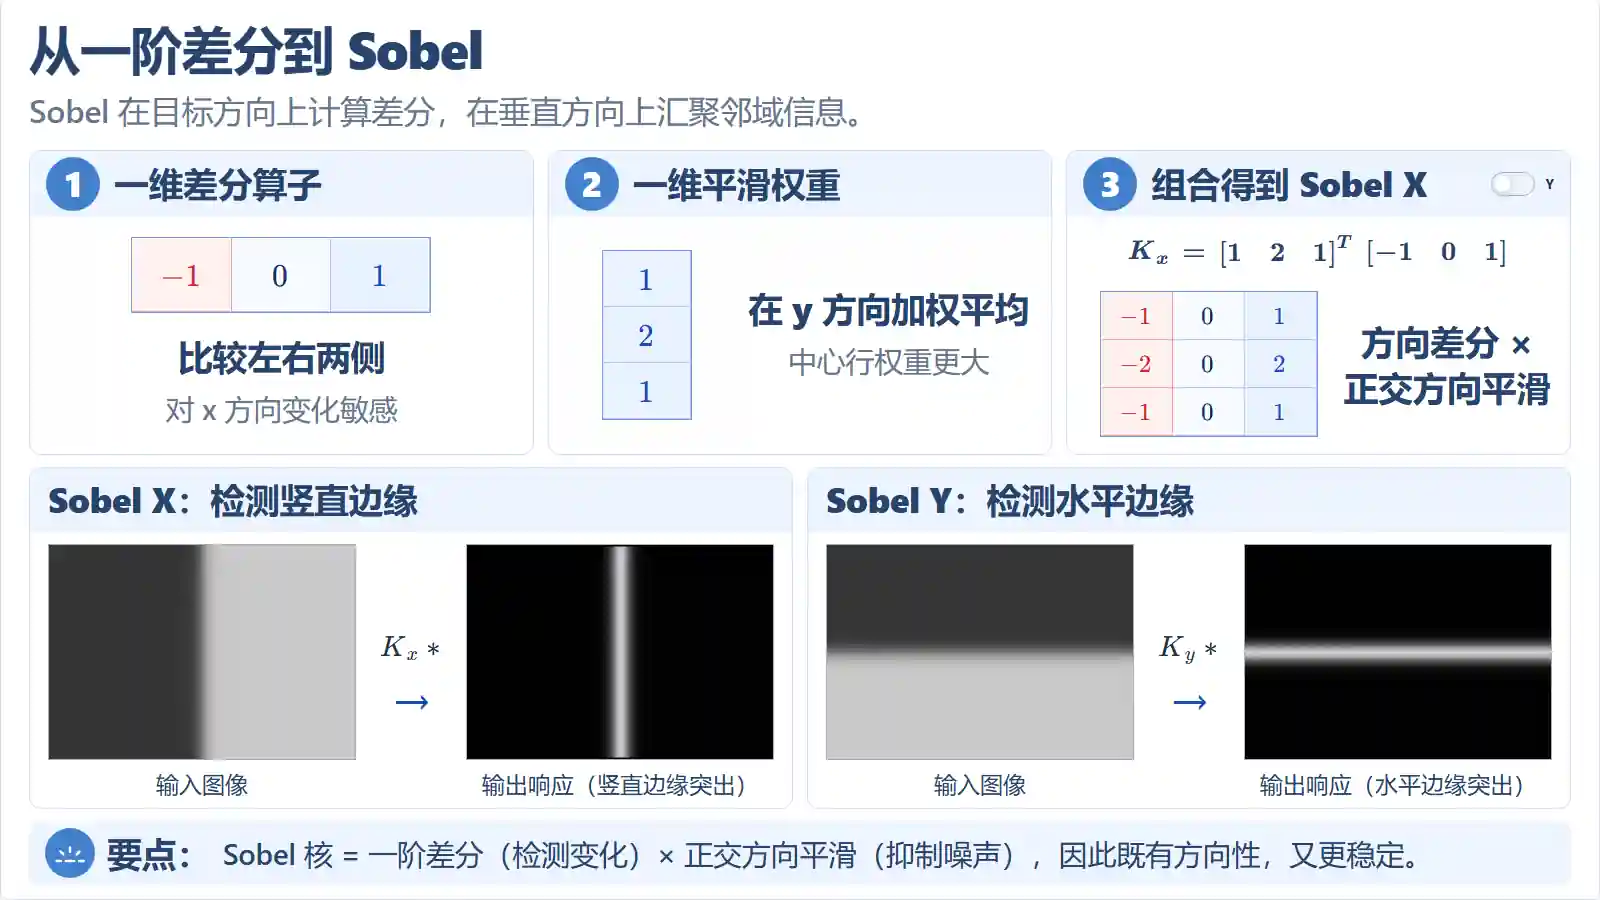 从一阶差分到 Sobel
Sobel 在目标方向上计算差分，在垂直方向上汇聚邻域信息。
1 一维差分算子
−1 0 1
比较左右两侧
对 x 方向变化敏感
2 一维平滑权重
1
2
1
在 y 方向加权平均
中心行权重更大
3 组合得到 Sobel X Y
Kₓ = [1 2 1]ᵀ [−1 0 1]
−1 0 1
−2 0 2
−1 0 1
方向差分 ×
正交方向平滑
Sobel X：检测竖直边缘
Kₓ ∗
→
输入图像
输出响应（竖直边缘突出）
Sobel Y：检测水平边缘
K_y ∗
→
输入图像
输出响应（水平边缘突出）
要点： Sobel 核 = 一阶差分（检测变化）× 正交方向平滑（抑制噪声），因此既有方向性，又更稳定。